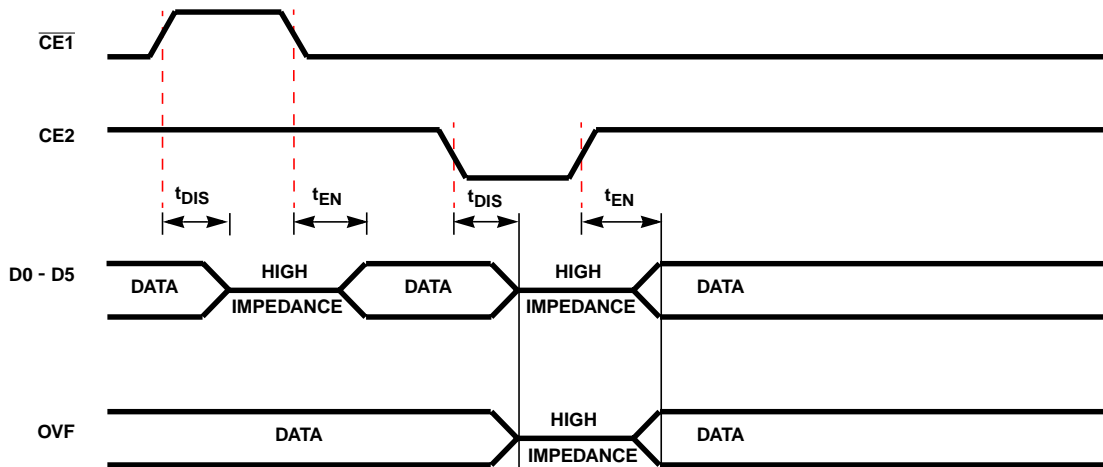 CE1
CE2
tDIS
tEN
tDIS
tEN
D0 - D5
DATA
HIGH
IMPEDANCE
DATA
HIGH
IMPEDANCE
DATA
OVF
DATA
HIGH
IMPEDANCE
DATA